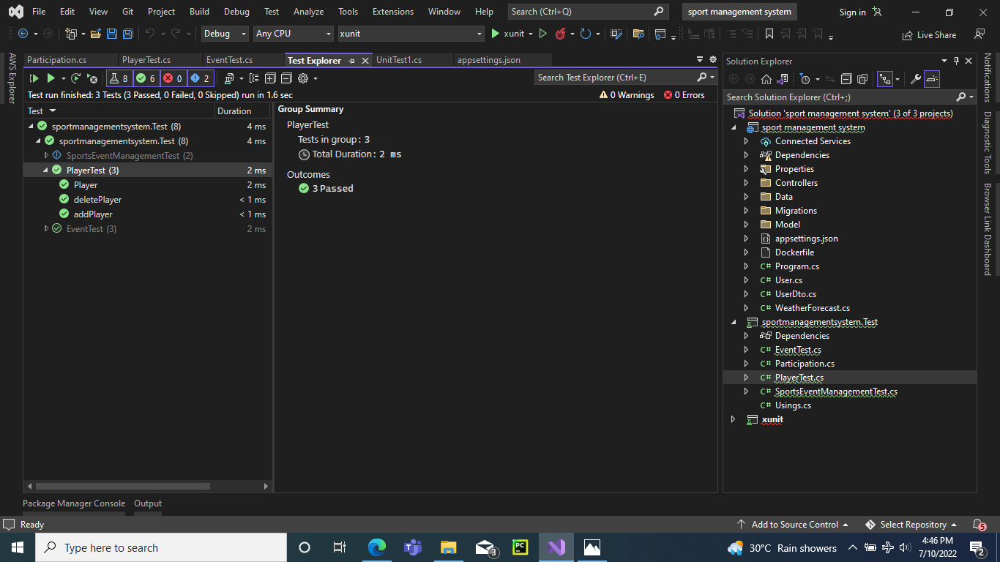 File Edit View Git Project Build Debug Test Analyze Tools Extensions Window Help Search (Ctrl+Q) sport management system Sign in
Debug Any CPU xunit xunit Live Share
AWS Explorer
Participation.cs PlayerTest.cs EventTest.cs Test Explorer UnitTest1.cs appsettings.json
8 6 0 2 Search Test Explorer (Ctrl+E)
Test run finished: 3 Tests (3 Passed, 0 Failed, 0 Skipped) run in 1.6 sec 0 Warnings 0 Errors
Test Duration
sportmanagementsystem.Test (8) 4 ms
sportmanagementsystem.Test (8) 4 ms
SportsEventManagementTest (2)
PlayerTest (3) 2 ms
Player 2 ms
deletePlayer < 1 ms
addPlayer < 1 ms
EventTest (3) 2 ms
Group Summary
PlayerTest
Tests in group: 3
Total Duration: 2 ms
Outcomes
3 Passed
Solution Explorer
Search Solution Explorer (Ctrl+;)
Solution 'sport management system' (3 of 3 projects)
sport management system
Connected Services
Dependencies
Properties
Controllers
Data
Migrations
Model
appsettings.json
Dockerfile
C# Program.cs
C# User.cs
C# UserDto.cs
C# WeatherForecast.cs
sportmanagementsystem.Test
Dependencies
C# EventTest.cs
C# Participation.cs
C# PlayerTest.cs
C# SportsEventManagementTest.cs
C# Usings.cs
xunit
Notifications
Diagnostic Tools
Browser Link Dashboard
Package Manager Console Output
Ready Add to Source Control Select Repository 5
Type here to search 3 PC 30°C Rain showers 4:46 PM
7/10/2022 2